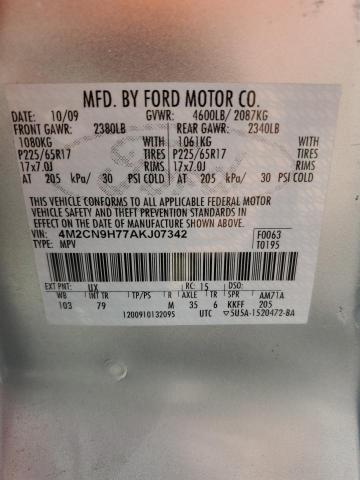 MFD. BY FORD MOTOR CO.
DATE: 10/09 GVWR: 4600LB/ 2087KG
FRONT GAWR: 2380LB REAR GAWR: 2340LB
1080KG 1061KG
P225/65R17 TIRES P225/65R17 TIRES
17x7.0J RIMS 17x7.0J RIMS
AT 205 kPa/ 30 PSI COLD AT 205 kPa/ 30 PSI COLD
THIS VEHICLE CONFORMS TO ALL APPLICABLE FEDERAL MOTOR
VEHICLE SAFETY AND THEFT PREVENTION STANDARDS IN EFFECT
ON THE DATE OF MANUFACTURE SHOWN ABOVE.
VIN: 4M2CN9H77AKJ07342 F0063
TYPE: MPV T0195
EXT PNT: UX RC: 15 DSO:
WB INT TR TP/PS R AXLE TR SPR AM71A
103 79 M 35 6 KKFF 205
1200910132095 UTC 5U5A-1520472-BA